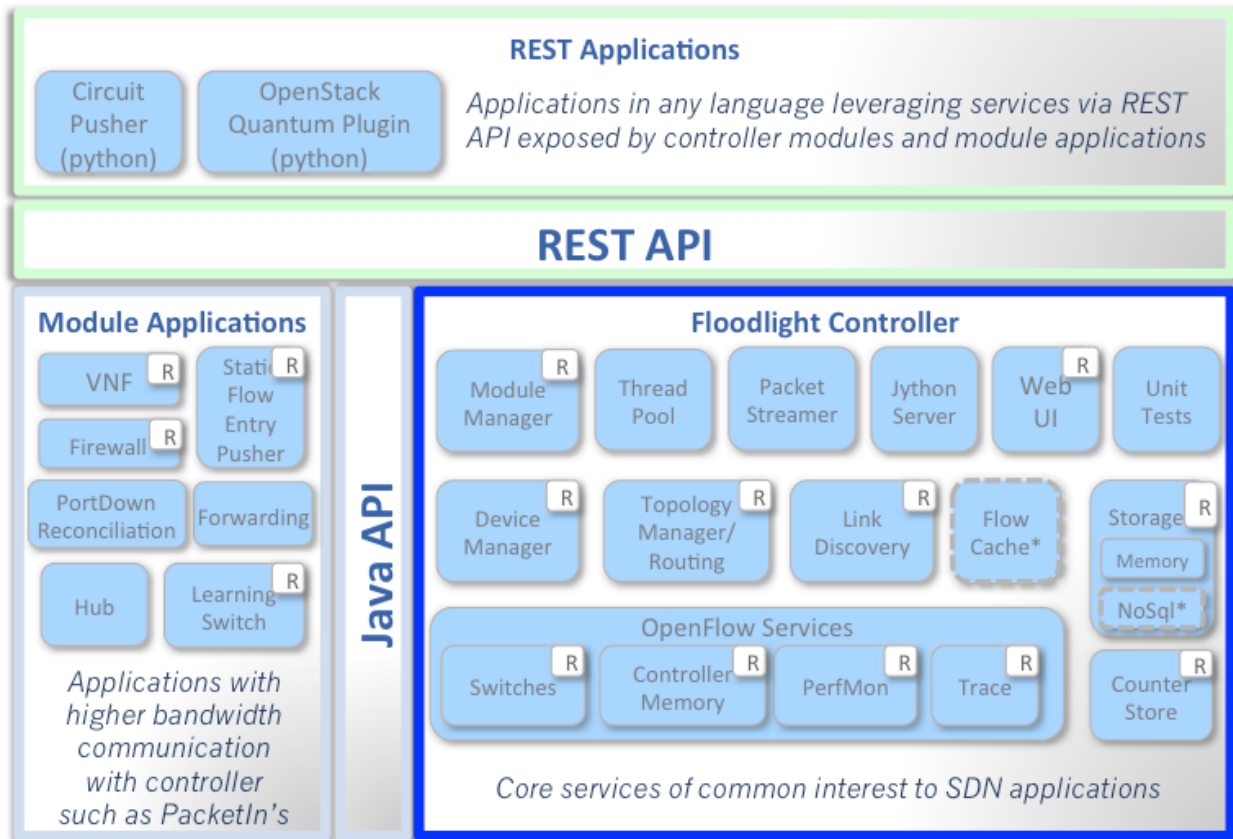 REST Applications
Circuit
Pusher
(python)
OpenStack
Quantum Plugin
(python)
Applications in any language leveraging services via REST
API exposed by controller modules and module applications
REST API
Module Applications
VNF
R
Static
Flow
Entry
Pusher
R
Firewall
R
PortDown
Reconciliation
Forwarding
Hub
Learning
Switch
R
Applications with
higher bandwidth
communication
with controller
such as PacketIn's
Java API
Floodlight Controller
Module
Manager
R
Thread
Pool
Packet
Streamer
Jython
Server
Web
UI
R
Unit
Tests
Device
Manager
R
Topology
Manager/
Routing
R
Link
Discovery
R
Flow
Cache*
Storage
R
Memory
NoSql*
OpenFlow Services
Switches
R
Controller
Memory
R
PerfMon
R
Trace
R
Counter
Store
R
Core services of common interest to SDN applications